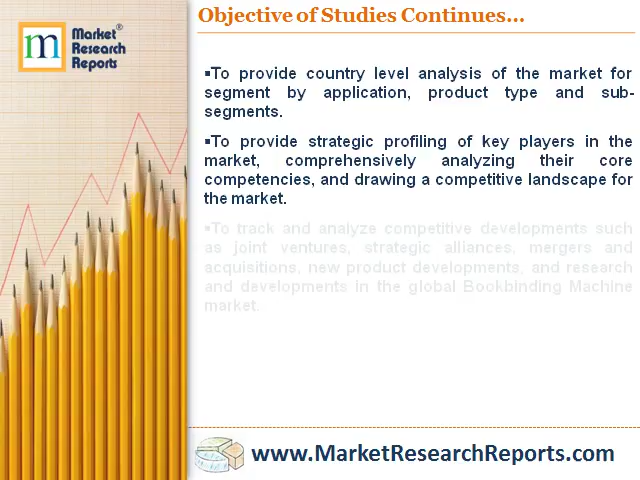 Objective of Studies Continues...
m
Market®
Research
Reports
▪To provide country level analysis of the market for
segment by application, product type and sub-
segments.
▪To provide strategic profiling of key players in the
market, comprehensively analyzing their core
competencies, and drawing a competitive landscape for
the market.
▪To track and analyze competitive developments such
as joint ventures, strategic alliances, mergers and
acquisitions, new product developments, and research
and developments in the global Bookbinding Machine
market.
www.MarketResearchReports.com